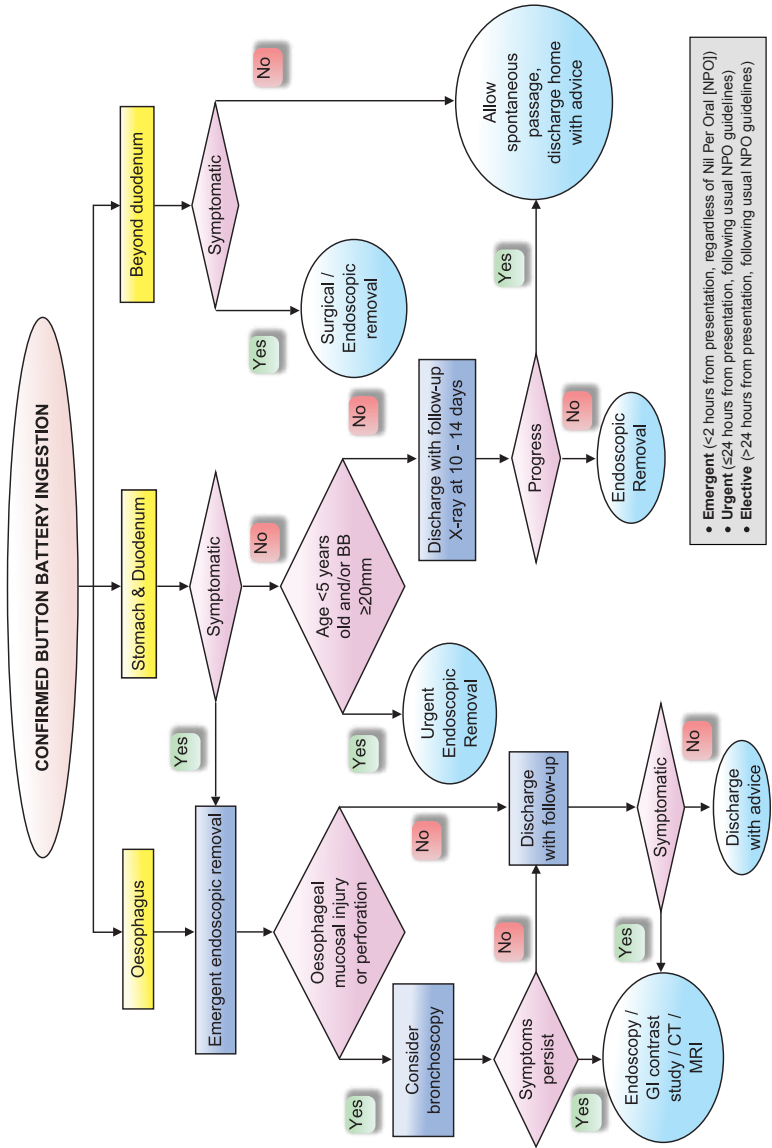 CONFIRMED BUTTON BATTERY INGESTION
Oesophagus
Stomach & Duodenum
Beyond duodenum
Emergent endoscopic removal
Yes
Symptomatic
Symptomatic
No
Yes
No
Oesophageal
mucosal injury
or perforation
Age <5 years
old and/or BB
≥20mm
Surgical /
Endoscopic
removal
Yes
No
Yes
No
Consider
bronchoscopy
Urgent
Endoscopic
Removal
Discharge with follow-up
X-ray at 10 - 14 days
Symptoms
persist
No
Discharge
with follow-up
Progress
Yes
Allow
spontaneous
passage,
discharge home
with advice
Yes
No
Endoscopy /
GI contrast
study / CT /
MRI
Yes
Symptomatic
No
Discharge
with advice
Endoscopic
Removal
• Emergent (<2 hours from presentation, regardless of Nil Per Oral [NPO])
• Urgent (≤24 hours from presentation, following usual NPO guidelines)
• Elective (>24 hours from presentation, following usual NPO guidelines)